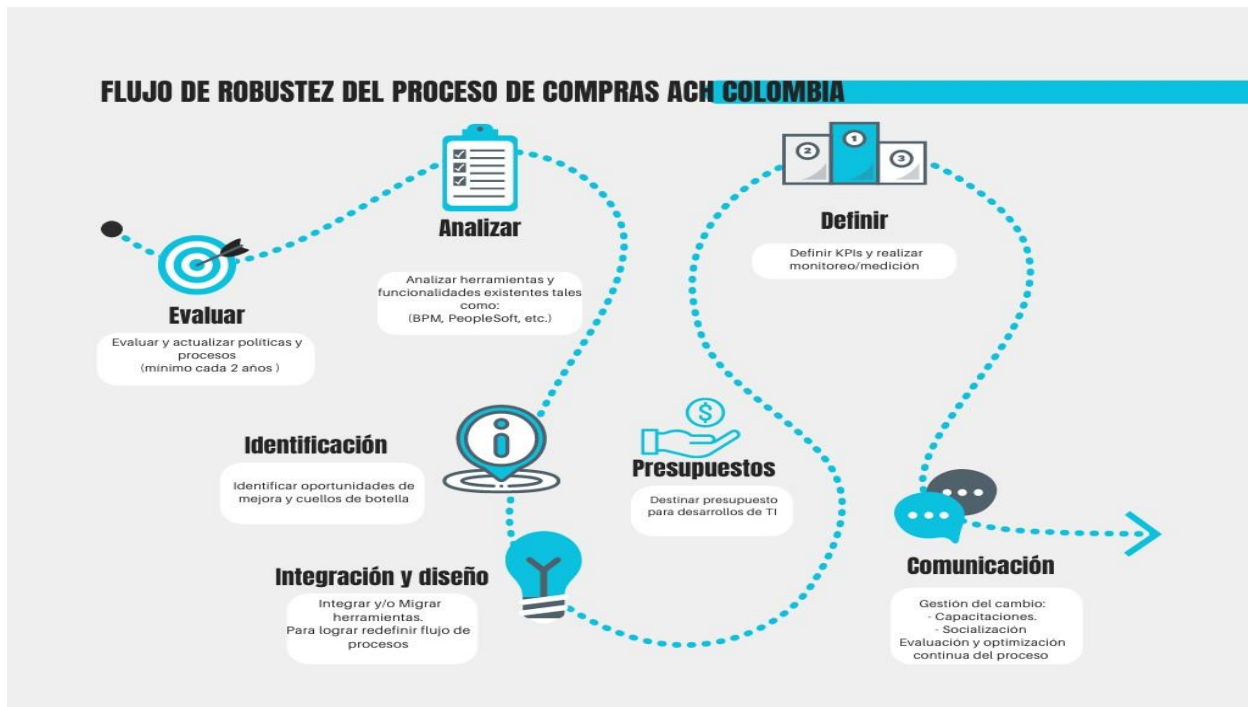 FLUJO DE ROBUSTEZ DEL PROCESO DE COMPRAS ACH COLOMBIA
Evaluar
Evaluar y actualizar políticas y
procesos
(mínimo cada 2 años )
Analizar
Analizar herramientas y
funcionalidades existentes tales
como:
(BPM, PeopleSoft, etc.)
Identificación
Identificar oportunidades de
mejora y cuellos de botella
Integración y diseño
Integrar y/o Migrar
herramientas.
Para lograr redefinir flujo de
procesos
$
Presupuestos
Destinar presupuesto
para desarrollos de TI
2
1
3
Definir
Definir KPIs y realizar
monitoreo/medición
Comunicación
Gestión del cambio:
- Capacitaciones.
- Socialización
Evaluación y optimización
continua del proceso